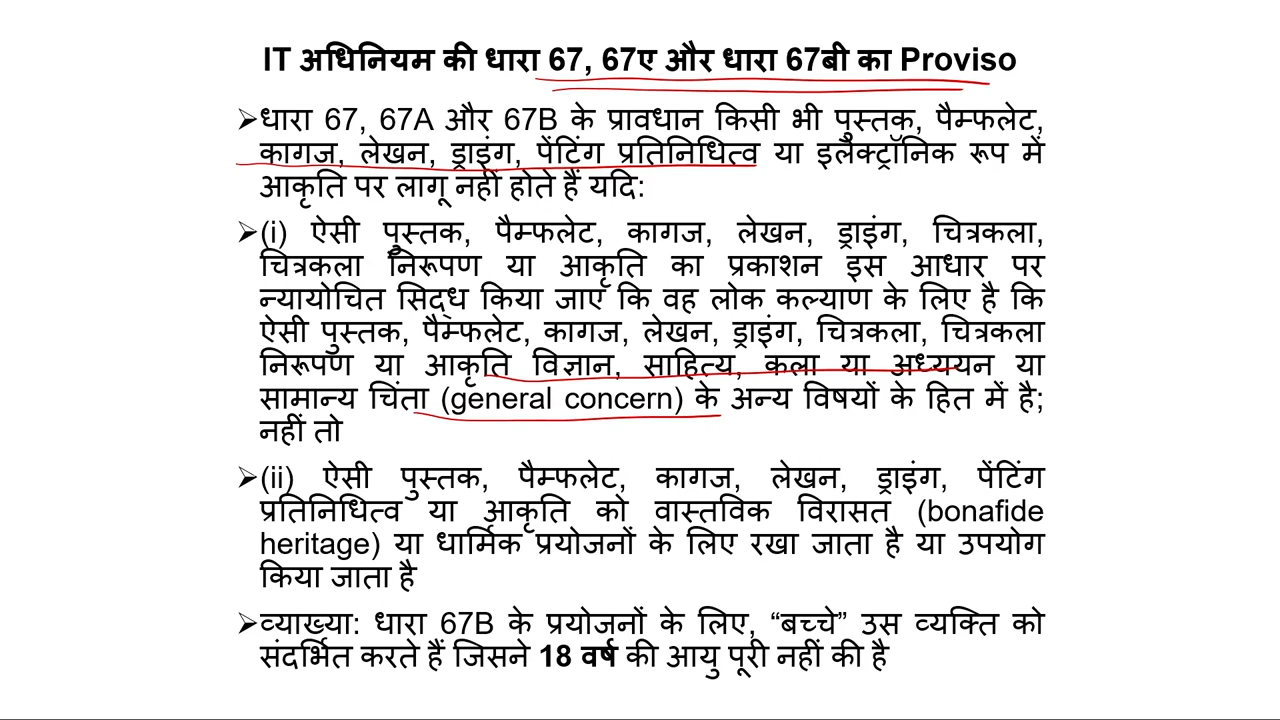 IT अधिनियम की धारा 67, 67ए और धारा 67बी का Proviso
➢धारा 67, 67A और 67B के प्रावधान किसी भी पुस्तक, पैम्फलेट,
कागज, लेखन, ड्राइंग, पेंटिंग प्रतिनिधित्व या इलेक्ट्रॉनिक रूप में
आकृति पर लागू नहीं होते हैं यदि:
➢(i) ऐसी पुस्तक, पैम्फलेट, कागज, लेखन, ड्राइंग, चित्रकला,
चित्रकला निरूपण या आकृति का प्रकाशन इस आधार पर
न्यायोचित सिद्ध किया जाए कि वह लोक कल्याण के लिए है कि
ऐसी पुस्तक, पैम्फलेट, कागज, लेखन, ड्राइंग, चित्रकला, चित्रकला
निरूपण या आकृति विज्ञान, साहित्य, कला या अध्ययन या
सामान्य चिंता (general concern) के अन्य विषयों के हित में है;
नहीं तो
➢(ii) ऐसी पुस्तक, पैम्फलेट, कागज, लेखन, ड्राइंग, पेंटिंग
प्रतिनिधित्व या आकृति को वास्तविक विरासत (bonafide
heritage) या धार्मिक प्रयोजनों के लिए रखा जाता है या उपयोग
किया जाता है
➢व्याख्या: धारा 67B के प्रयोजनों के लिए, “बच्चे” उस व्यक्ति को
संदर्भित करते हैं जिसने 18 वर्ष की आयु पूरी नहीं की है